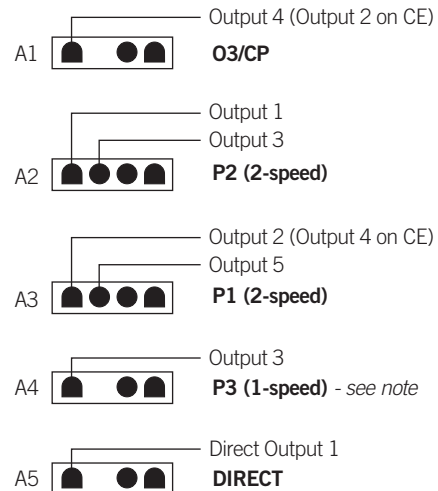 Output 4 (Output 2 on CE)
A1 O3/CP
Output 1
Output 3
A2 P2 (2-speed)
Output 2 (Output 4 on CE)
Output 5
A3 P1 (2-speed)
Output 3
A4 P3 (1-speed) - see note
Direct Output 1
A5 DIRECT